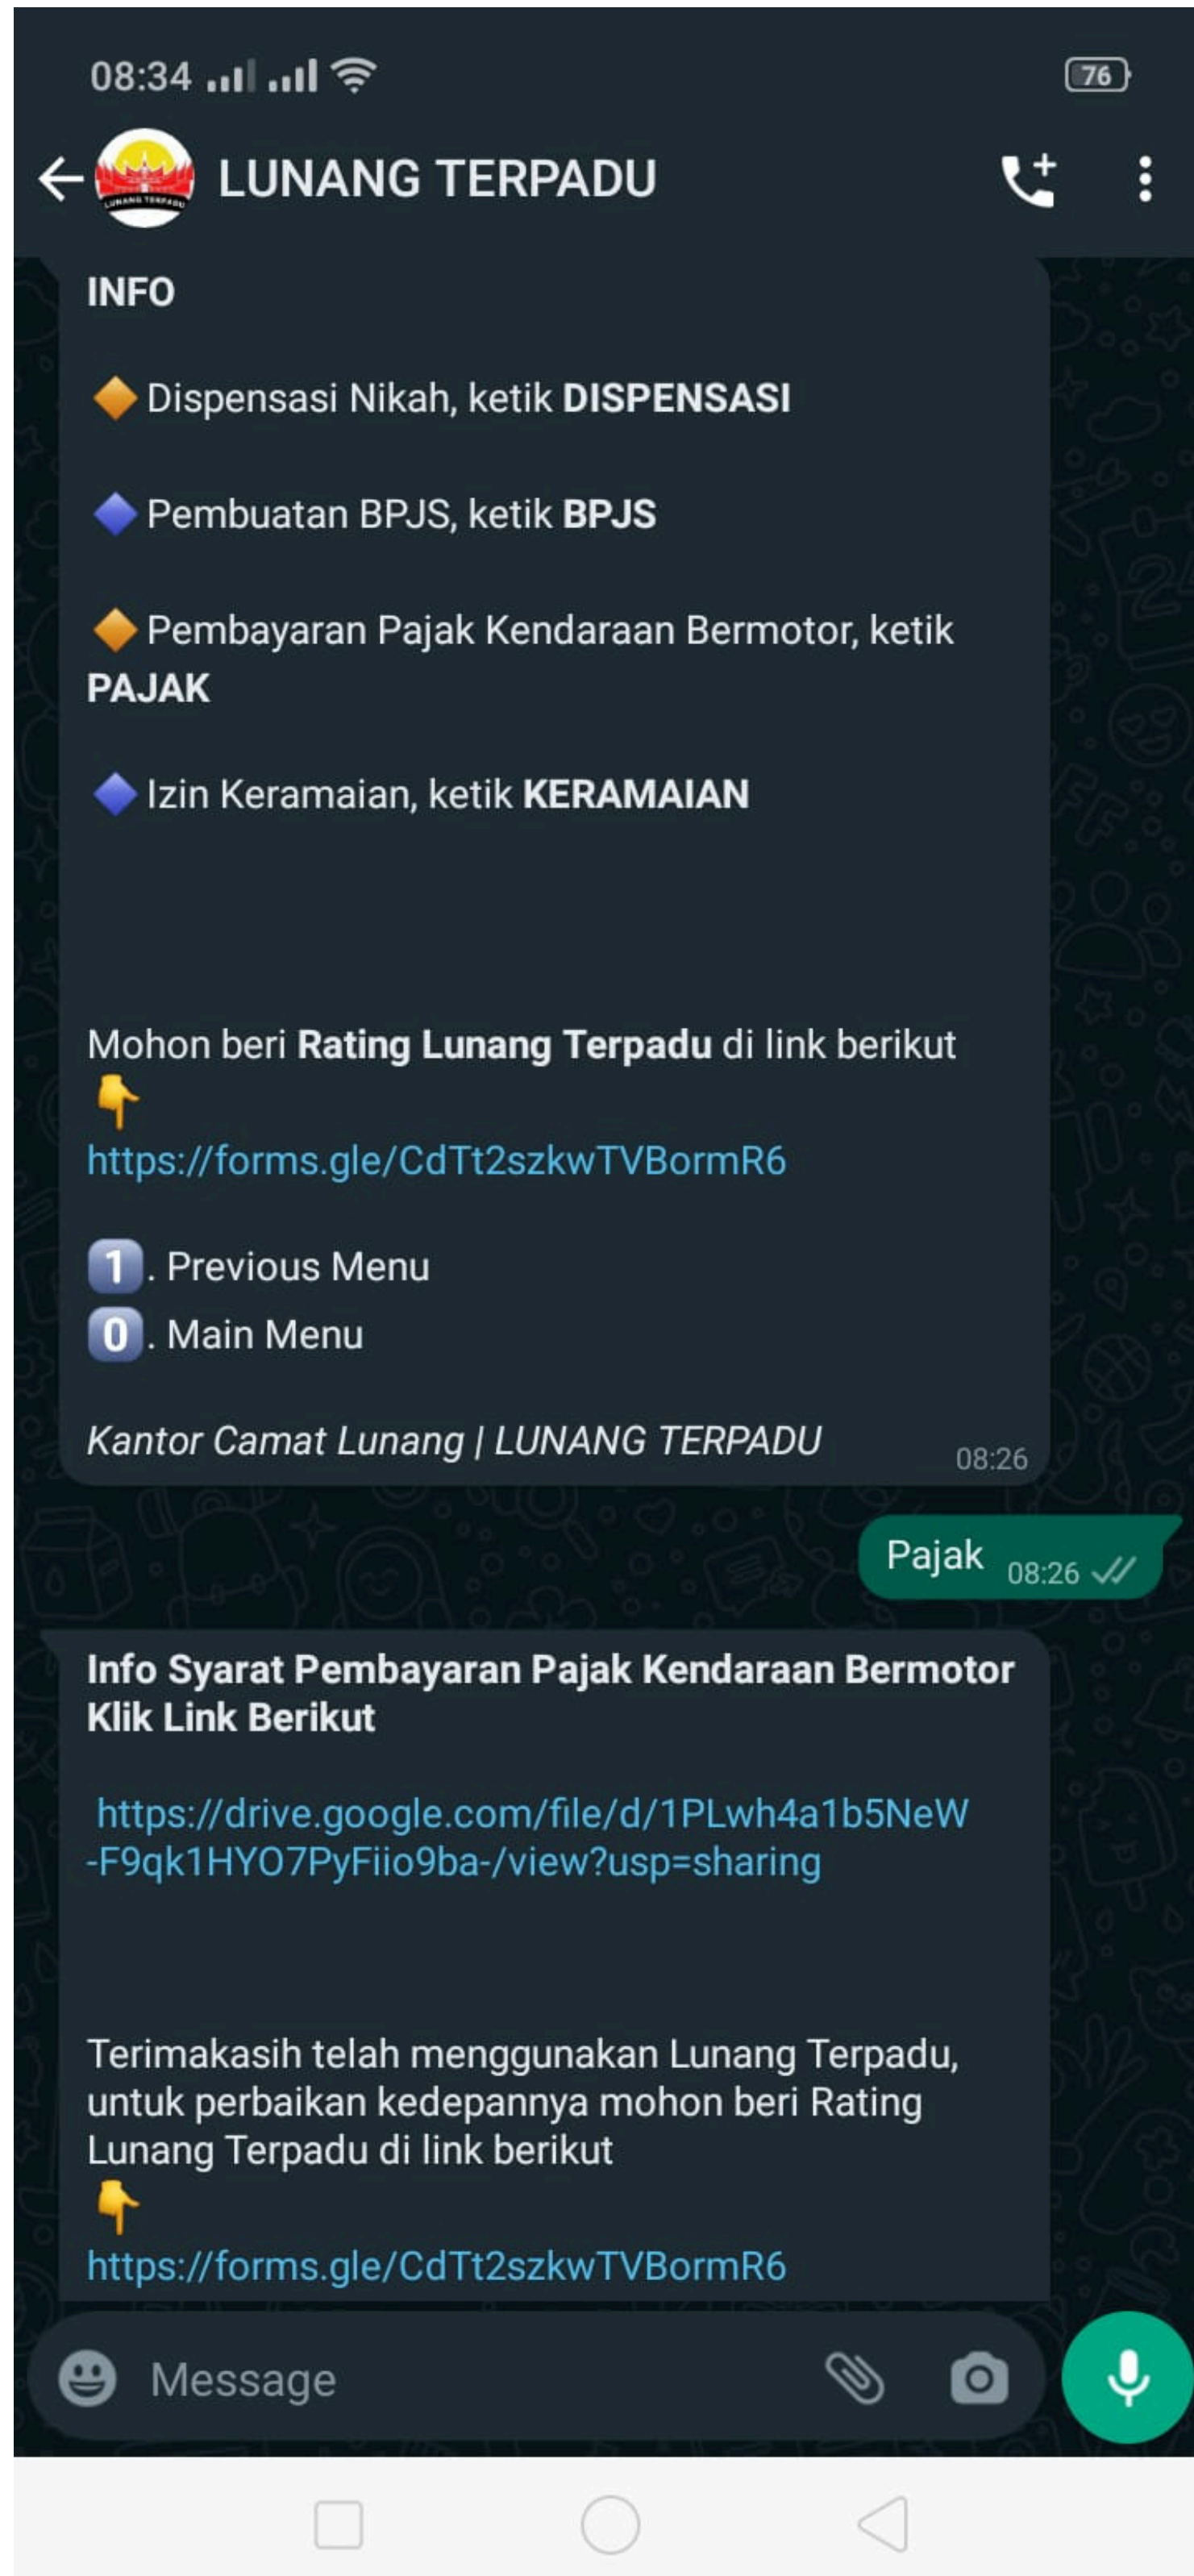 08:34
76
LUNANG TERPADU
LUNANG TERPADU
INFO
🔶 Dispensasi Nikah, ketik DISPENSASI
🔷 Pembuatan BPJS, ketik BPJS
🔶 Pembayaran Pajak Kendaraan Bermotor, ketik
PAJAK
🔷 Izin Keramaian, ketik KERAMAIAN
Mohon beri Rating Lunang Terpadu di link berikut
👇
https://forms.gle/CdTt2szkwTVBormR6
1️⃣. Previous Menu
0️⃣. Main Menu
Kantor Camat Lunang | LUNANG TERPADU
08:26
Pajak 08:26
Info Syarat Pembayaran Pajak Kendaraan Bermotor
Klik Link Berikut
https://drive.google.com/file/d/1PLwh4a1b5NeW
-F9qk1HYO7PyFiio9ba-/view?usp=sharing
Terimakasih telah menggunakan Lunang Terpadu,
untuk perbaikan kedepannya mohon beri Rating
Lunang Terpadu di link berikut
👇
https://forms.gle/CdTt2szkwTVBormR6
Message